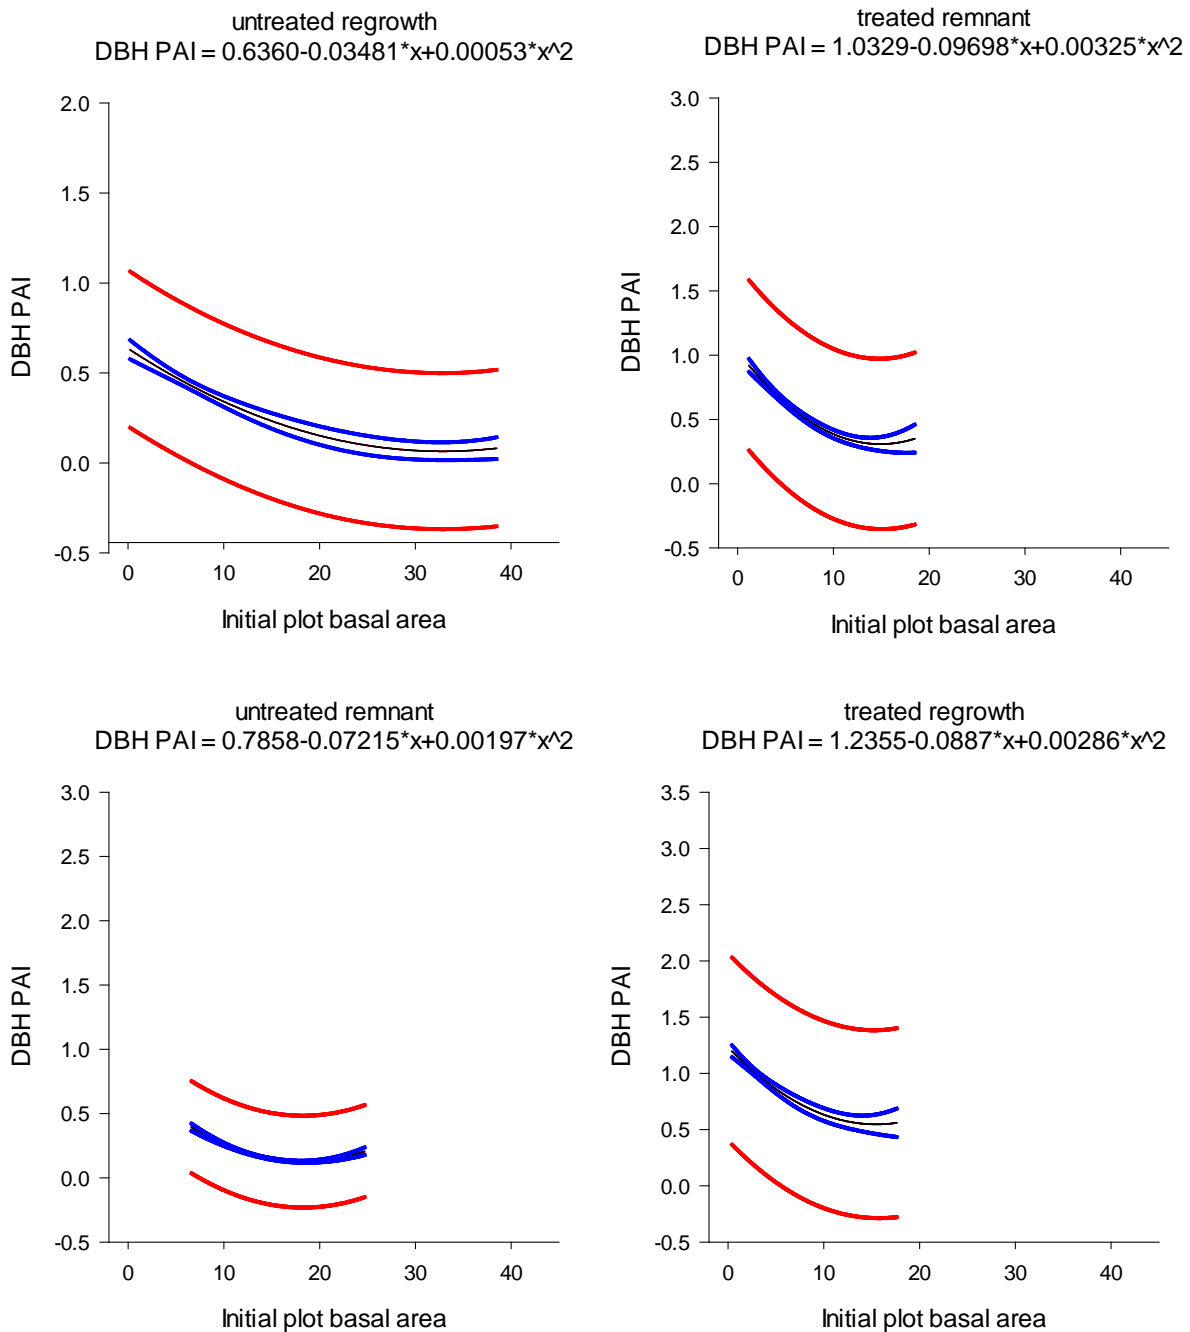 untreated regrowth
DBH PAI = 0.6360-0.03481*x+0.00053*x^2
2.0
1.5
1.0
0.5
0.0
-0.5
DBH PAI
0 10 20 30 40
Initial plot basal area
treated remnant
DBH PAI = 1.0329-0.09698*x+0.00325*x^2
3.0
2.5
2.0
1.5
1.0
0.5
0.0
-0.5
DBH PAI
0 10 20 30 40
Initial plot basal area
untreated remnant
DBH PAI = 0.7858-0.07215*x+0.00197*x^2
3.0
2.5
2.0
1.5
1.0
0.5
0.0
-0.5
DBH PAI
0 10 20 30 40
Initial plot basal area
treated regrowth
DBH PAI = 1.2355-0.0887*x+0.00286*x^2
3.5
3.0
2.5
2.0
1.5
1.0
0.5
0.0
-0.5
DBH PAI
0 10 20 30 40
Initial plot basal area